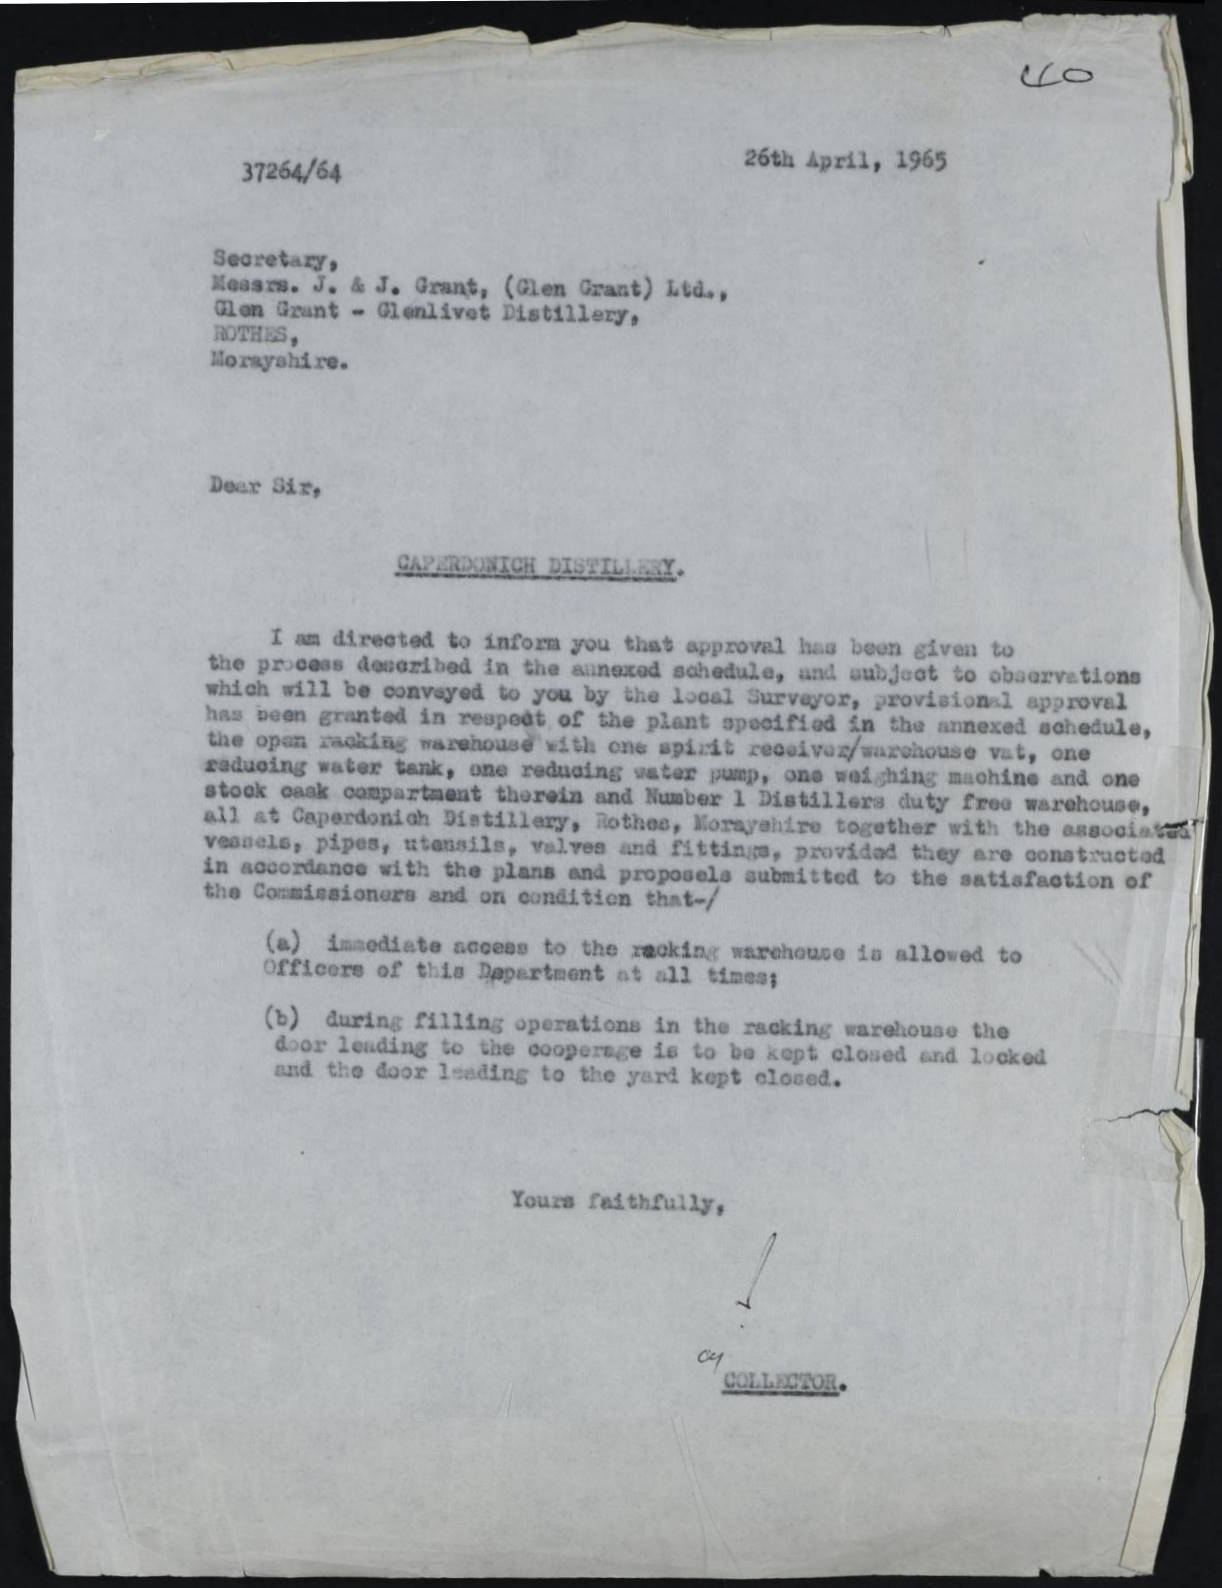 40
37264/64
26th April, 1965
Secretary,
Messrs. J. & J. Grant, (Glen Grant) Ltd.,
Glen Grant - Glenlivet Distillery,
ROTHES,
Morayshire.
Dear Sir,
CAPERDONICH DISTILLERY.
I am directed to inform you that approval has been given to
the process described in the annexed schedule, and subject to observations
which will be conveyed to you by the local Surveyor, provisional approval
has been granted in respect of the plant specified in the annexed schedule,
the open racking warehouse with one spirit receiver/warehouse vat, one
reducing water tank, one reducing water pump, one weighing machine and one
stock cask compartment therein and Number 1 Distillers duty free warehouse,
all at Caperdonich Distillery, Rothes, Morayshire together with the associated
vessels, pipes, utensils, valves and fittings, provided they are constructed
in accordance with the plans and proposels submitted to the satisfaction of
the Commissioners and on condition that-/
(a) immediate access to the racking warehouse is allowed to
Officers of this Department at all times;
(b) during filling operations in the racking warehouse the
door leading to the cooperage is to be kept closed and locked
and the door leading to the yard kept closed.
Yours faithfully,
COLLECTOR.